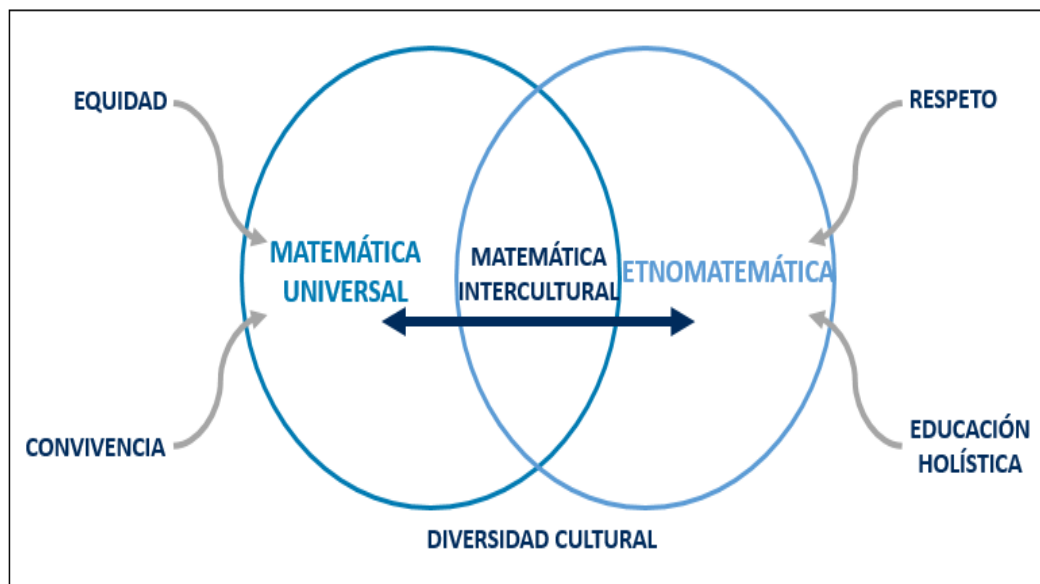 EQUIDAD
RESPETO
MATEMÁTICA
UNIVERSAL
MATEMÁTICA
INTERCULTURAL
ETNOMATEMÁTICA
CONVIVENCIA
EDUCACIÓN
HOLÍSTICA
DIVERSIDAD CULTURAL